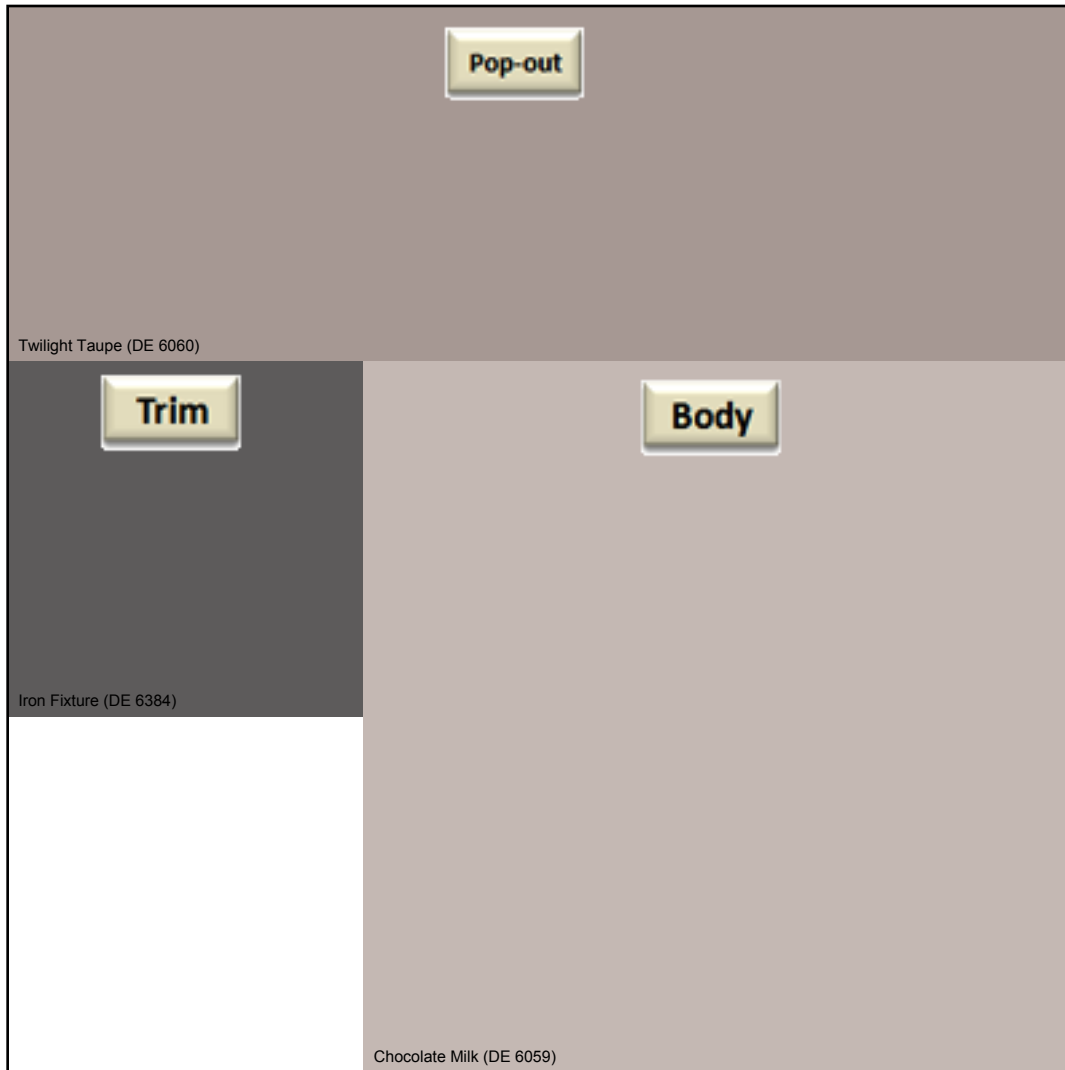 Pop-out
Twilight Taupe (DE 6060)
Trim
Body
Iron Fixture (DE 6384)
Chocolate Milk (DE 6059)